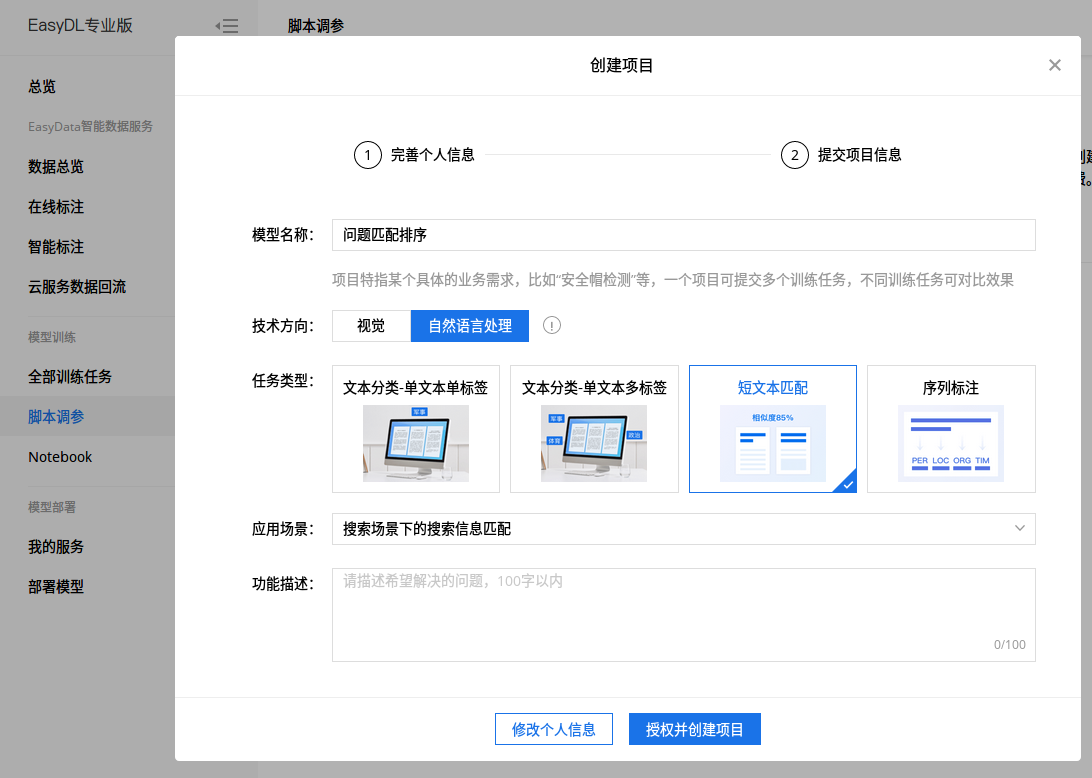 EasyDL专业版
脚本调参
总览
EasyData智能数据服务
数据总览
在线标注
智能标注
云服务数据回流
模型训练
全部训练任务
脚本调参
Notebook
模型部署
我的服务
部署模型
创建项目
1 完善个人信息
2 提交项目信息
模型名称： 问题匹配排序
项目特指某个具体的业务需求，比如“安全帽检测”等，一个项目可提交多个训练任务，不同训练任务可对比效果
技术方向： 视觉 自然语言处理
任务类型： 文本分类-单文本单标签 文本分类-单文本多标签 短文本匹配 序列标注
军事
军事
体育
政治
相似度85%
PER LOC ORG TIM
应用场景： 搜索场景下的搜索信息匹配
功能描述： 请描述希望解决的问题，100字以内
0/100
修改个人信息 授权并创建项目